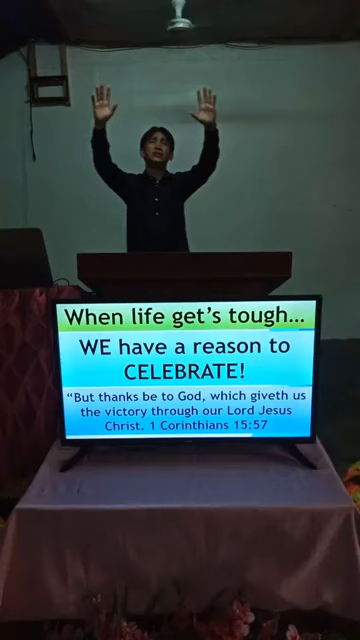 When life get's tough...
WE have a reason to
CELEBRATE!
“But thanks be to God, which giveth us
the victory through our Lord Jesus
Christ. 1 Corinthians 15:57